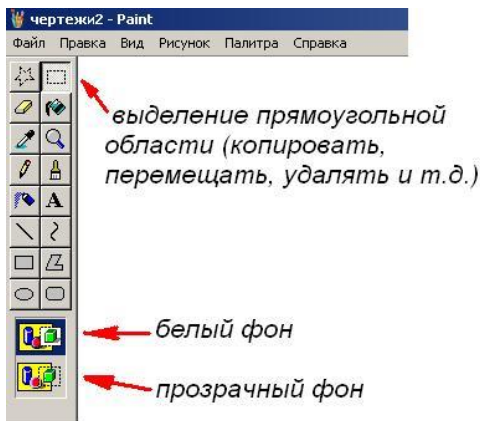 чертежи2 - Paint
Файл Правка Вид Рисунок Палитра Справка
выделение прямоугольной
области (копировать,
перемещать, удалять и т.д.)
A
белый фон
прозрачный фон